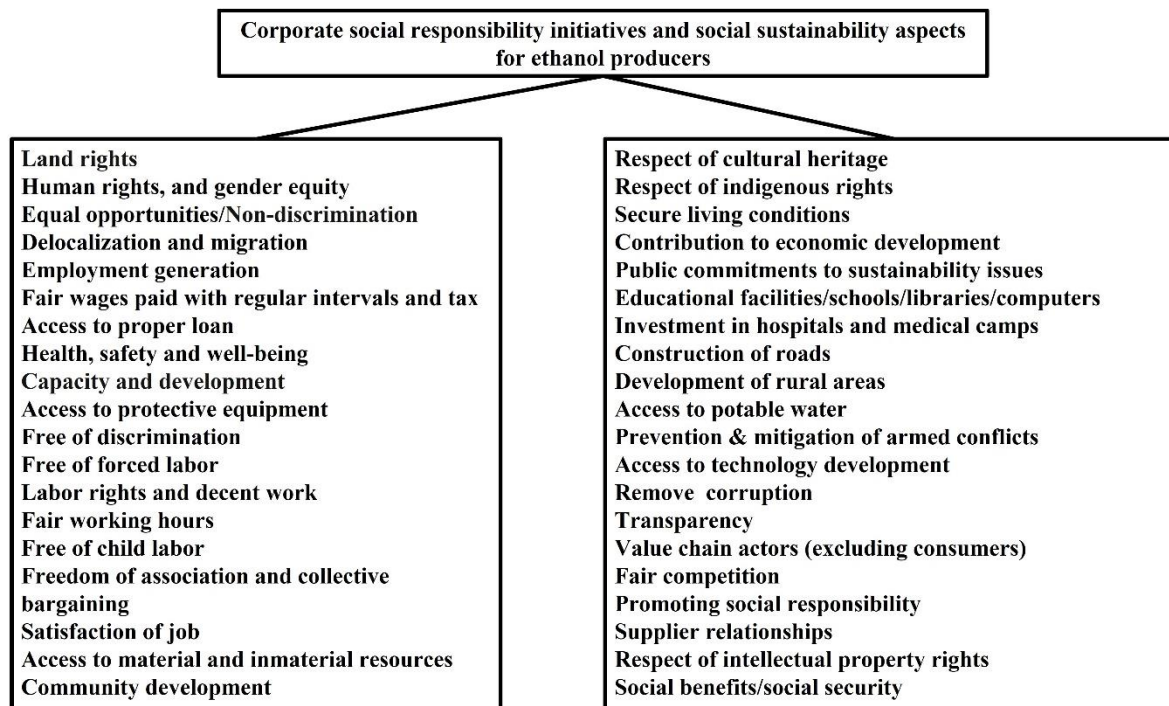 Corporate social responsibility initiatives and social sustainability aspects
for ethanol producers
Land rights
Human rights, and gender equity
Equal opportunities/Non-discrimination
Delocalization and migration
Employment generation
Fair wages paid with regular intervals and tax
Access to proper loan
Health, safety and well-being
Capacity and development
Access to protective equipment
Free of discrimination
Free of forced labor
Labor rights and decent work
Fair working hours
Free of child labor
Freedom of association and collective
bargaining
Satisfaction of job
Access to material and inmaterial resources
Community development
Respect of cultural heritage
Respect of indigenous rights
Secure living conditions
Contribution to economic development
Public commitments to sustainability issues
Educational facilities/schools/libraries/computers
Investment in hospitals and medical camps
Construction of roads
Development of rural areas
Access to potable water
Prevention & mitigation of armed conflicts
Access to technology development
Remove corruption
Transparency
Value chain actors (excluding consumers)
Fair competition
Promoting social responsibility
Supplier relationships
Respect of intellectual property rights
Social benefits/social security